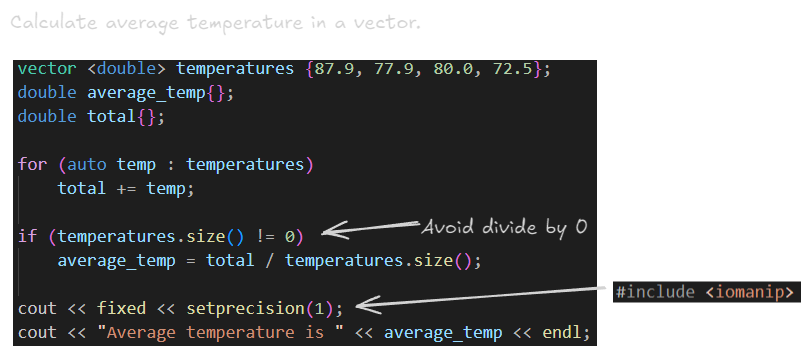 Calculate average temperature in a vector.
vector <double> temperatures {87.9, 77.9, 80.0, 72.5};
double average_temp{};
double total{};
for (auto temp : temperatures)
total += temp;
if (temperatures.size() != 0)
Avoid divide by 0
average_temp = total / temperatures.size();
cout << fixed << setprecision(1);
#include <iomanip>
cout << "Average temperature is " << average_temp << endl;